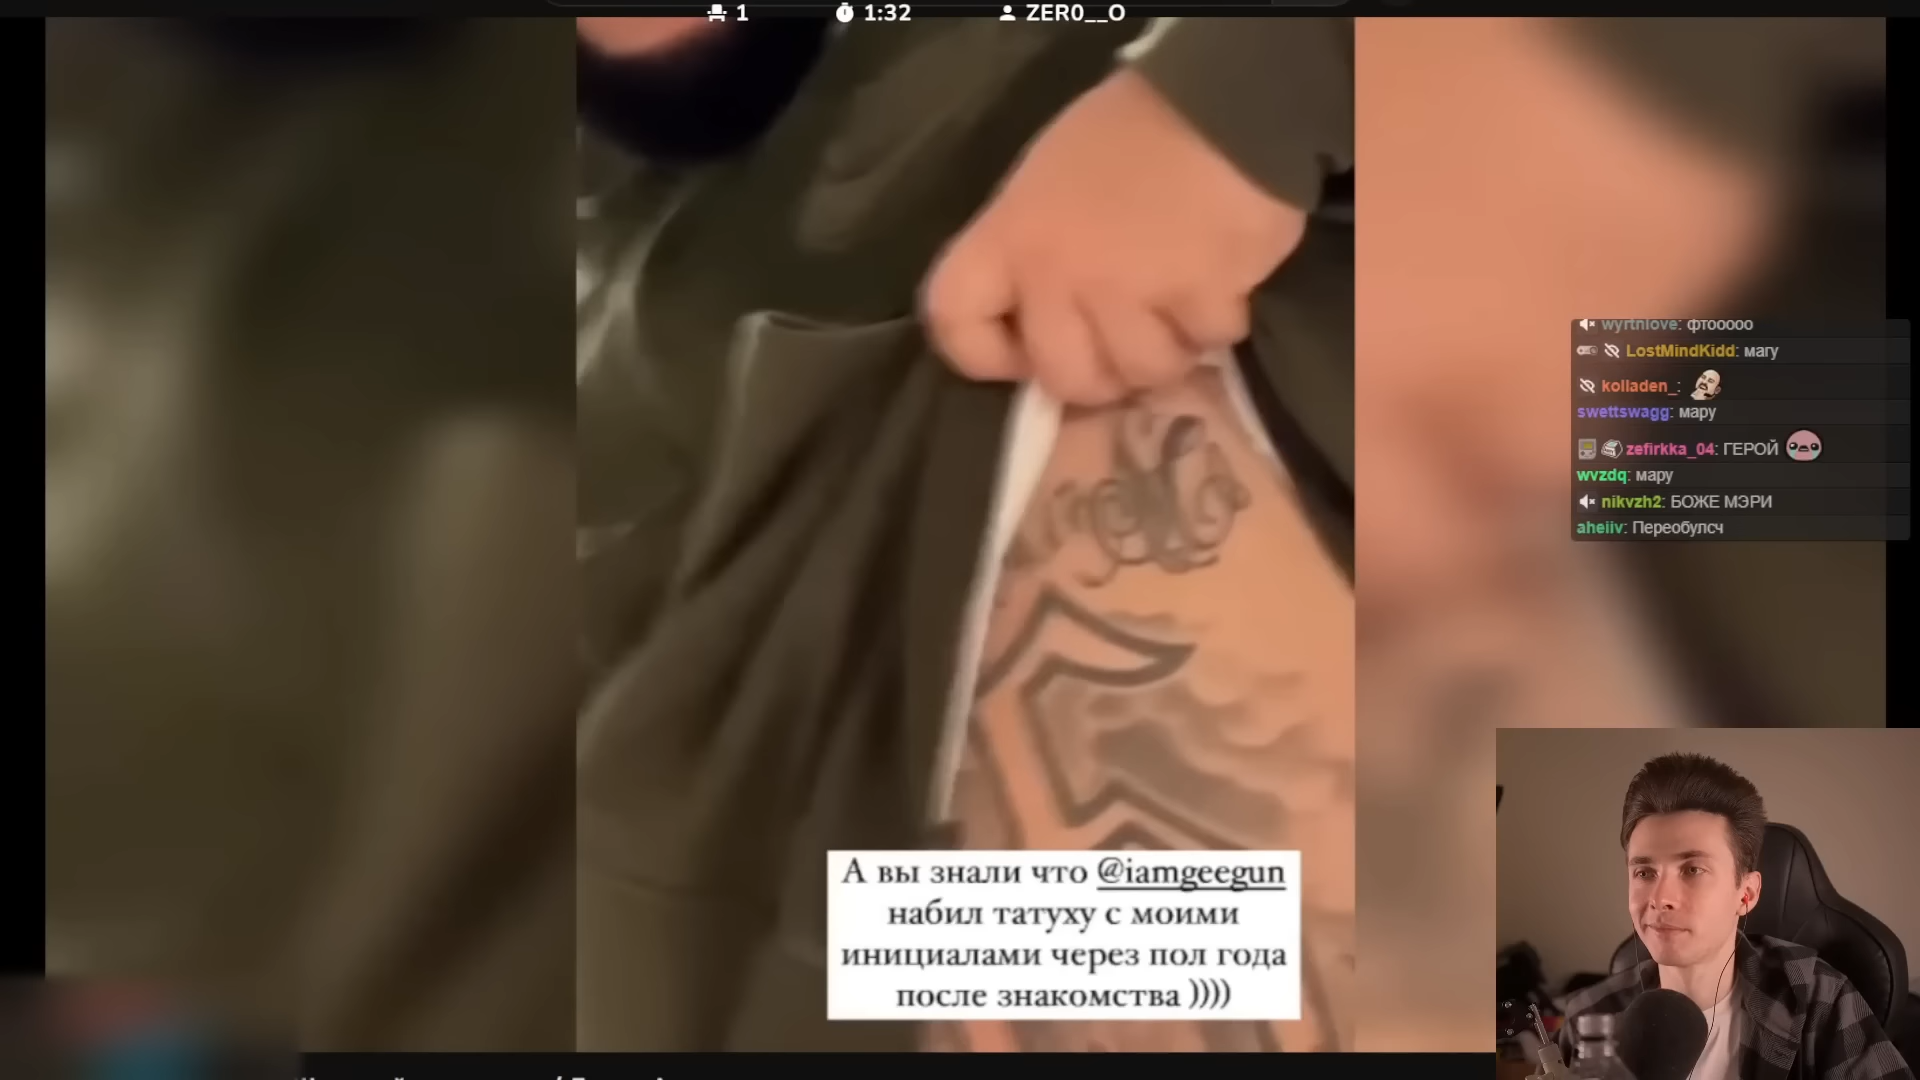 1 1:32 ZER0__O
wyrtnlove: фтооооо
LostMindKidd: магу
kolladen_:
swettswagg: мару
zefirkka_04: ГЕРОЙ
wvzdq: мару
nikvzh2: БОЖЕ МЭРИ
aheiiv: Переобулсч
А вы знали что @iamgeegun
набил татуху с моими
инициалами через пол года
после знакомства ))))